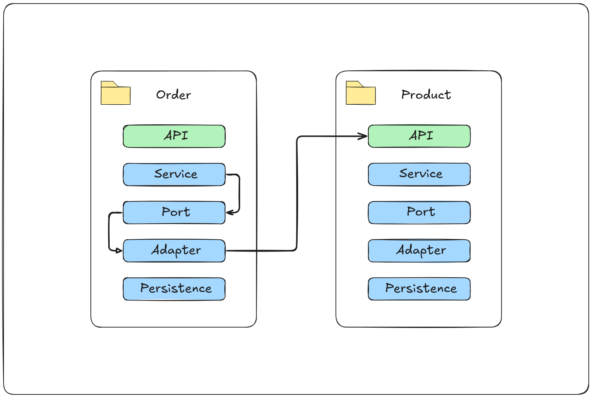 Order
API
Service
Port
Adapter
Persistence
Product
API
Service
Port
Adapter
Persistence